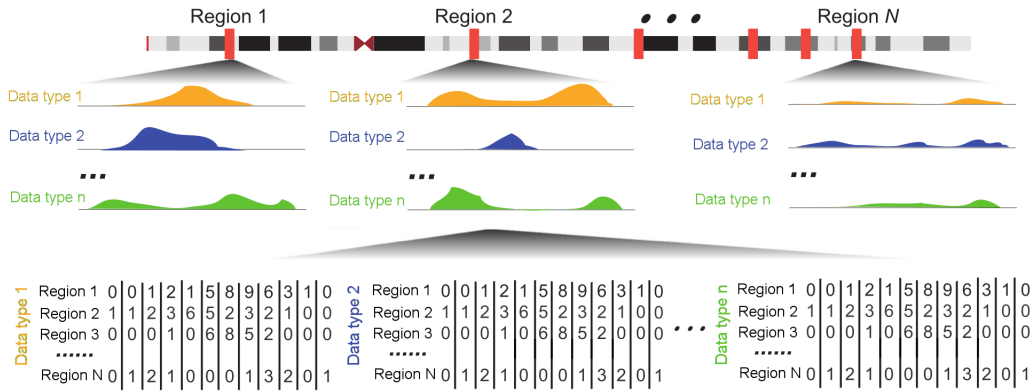 Region 1 Region 2 Region N
Data type 1 Data type 1 Data type 1
Data type 2 Data type 2 Data type 2
... ... ...
Data type n Data type n Data type n
Data type 1
Region 1 0 0 1 2 1 5 8 9 6 3 1 0
Region 2 1 1 2 3 6 5 2 3 2 1 0 0
Region 3 0 0 0 1 0 6 8 5 2 0 0 0
......
Region N 0 1 2 1 0 0 0 1 3 2 0 1
Data type 2
Region 1 0 0 1 2 1 5 8 9 6 3 1 0
Region 2 1 1 2 3 6 5 2 3 2 1 0 0
Region 3 0 0 0 1 0 6 8 5 2 0 0 0
......
Region N 0 1 2 1 0 0 0 1 3 2 0 1
...
Data type n
Region 1 0 0 1 2 1 5 8 9 6 3 1 0
Region 2 1 1 2 3 6 5 2 3 2 1 0 0
Region 3 0 0 0 1 0 6 8 5 2 0 0 0
......
Region N 0 1 2 1 0 0 0 1 3 2 0 1